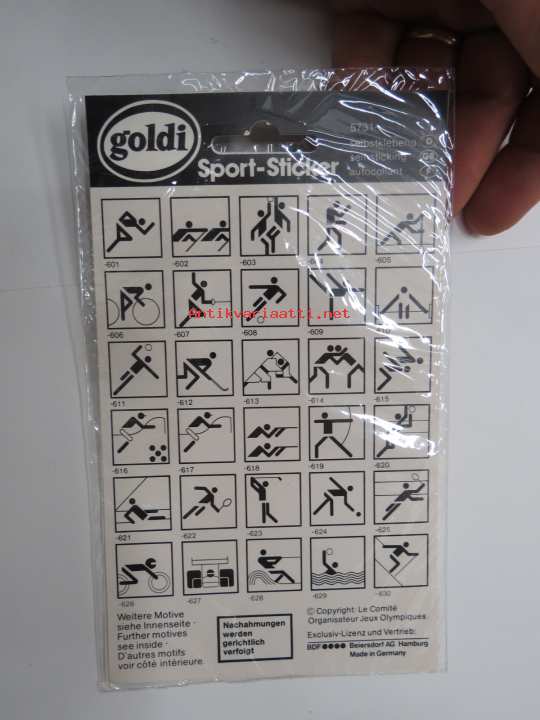 goldi
Sport-Sticker
selbstklebend D
selfsticking GB
autocollant F
-601 -602 -603 -605
-606 -607 -608 -609
Antikvariaatti.net
-611 -612 -613 -614 -615
-616 -617 -618 -619 -620
-621 -622 -623 -624 -625
-626 -627 -628 -629 -630
Weitere Motive
siehe Innenseite ·
Further motives
see inside ·
D'autres motifs
voir côté intérieure
Nachahmungen
werden
gerichtlich
verfolgt
© Copyright: Le Comité
Organisateur Jeux Olympiques.
Exclusiv-Lizenz und Vertrieb:
BDF●●●● Beiersdorf AG Hamburg
Made in Germany